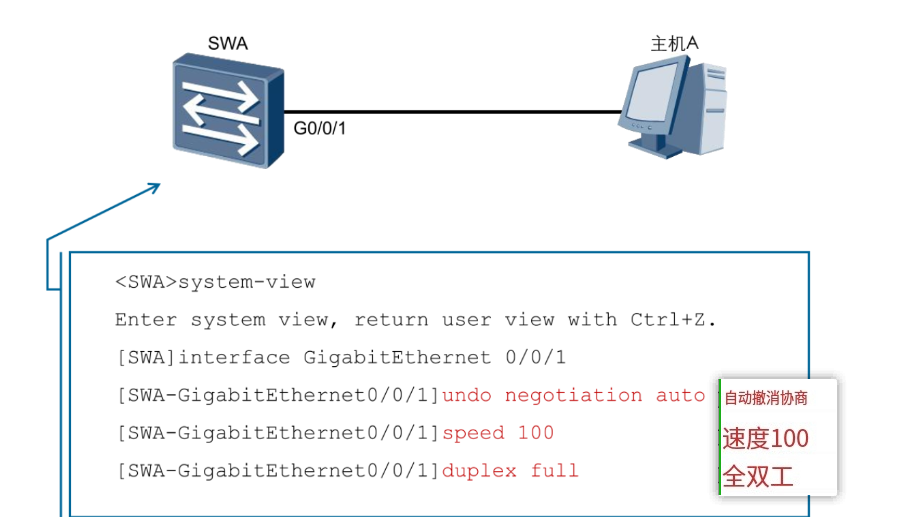 SWA
主机A
G0/0/1
<SWA>system-view
Enter system view, return user view with Ctrl+Z.
[SWA]interface GigabitEthernet 0/0/1
[SWA-GigabitEthernet0/0/1]undo negotiation auto
自动撤消协商
[SWA-GigabitEthernet0/0/1]speed 100
速度100
[SWA-GigabitEthernet0/0/1]duplex full
全双工